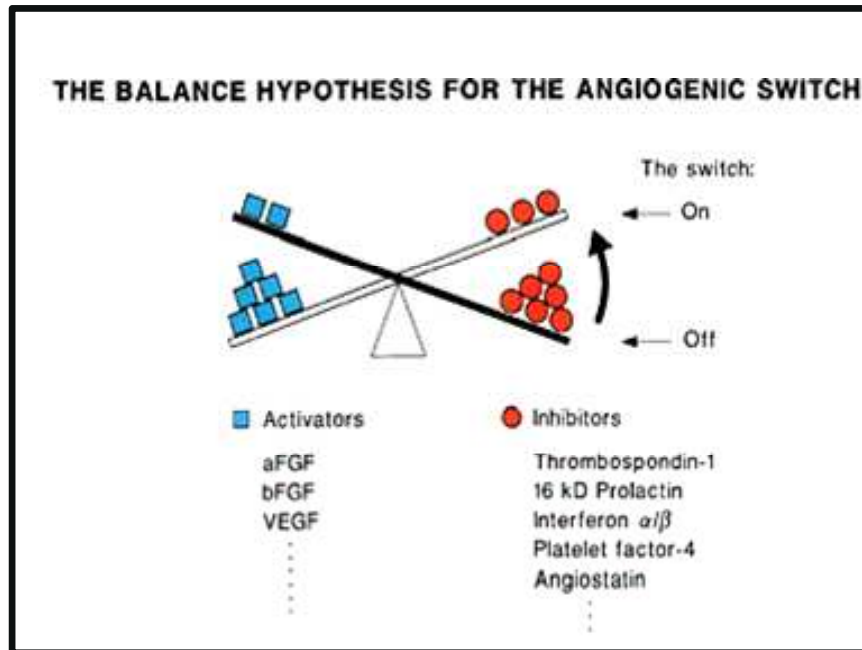 THE BALANCE HYPOTHESIS FOR THE ANGIOGENIC SWITCH
The switch:
On
Off
Activators
aFGF
bFGF
VEGF
Inhibitors
Thrombospondin-1
16 kD Prolactin
Interferon α/β
Platelet factor-4
Angiostatin